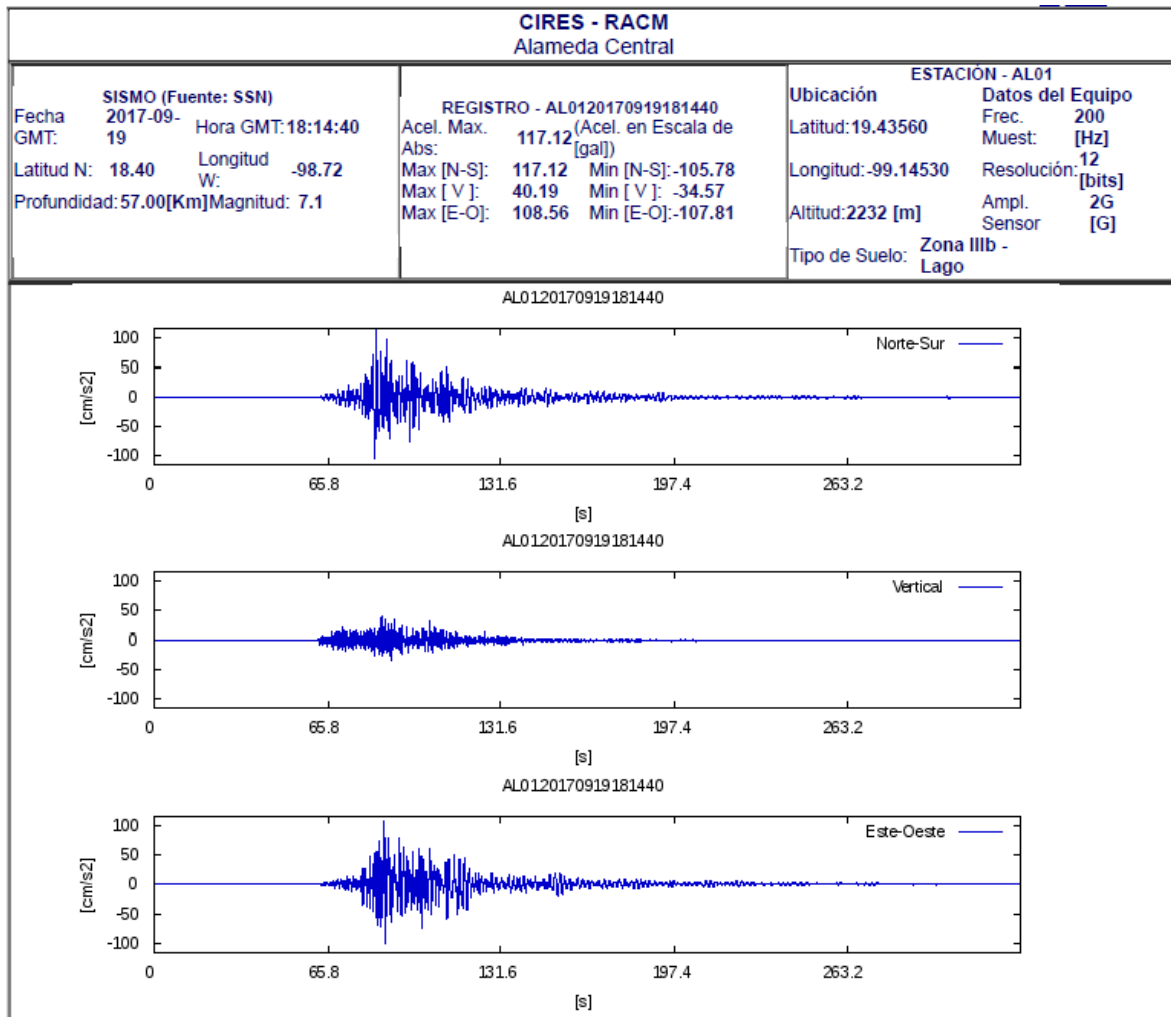 CIRES - RACM
Alameda Central
SISMO (Fuente: SSN)
Fecha GMT: 2017-09-19 Hora GMT: 18:14:40
Latitud N: 18.40 Longitud W: -98.72
Profundidad: 57.00[Km] Magnitud: 7.1
REGISTRO - AL0120170919181440
Acel. Max. Abs: 117.12 (Acel. en Escala de [gal])
Max [N-S]: 117.12 Min [N-S]: -105.78
Max [ V ]: 40.19 Min [ V ]: -34.57
Max [E-O]: 108.56 Min [E-O]: -107.81
ESTACIÓN - AL01
Ubicación Datos del Equipo
Latitud: 19.43560 Frec. Muest: 200 [Hz]
Longitud: -99.14530 Resolución: 12 [bits]
Altitud: 2232 [m] Ampl. Sensor 2G [G]
Tipo de Suelo: Zona IIIb - Lago
AL0120170919181440
Norte-Sur
[cm/s2]
100
50
0
-50
-100
0 65.8 131.6 197.4 263.2
[s]
AL0120170919181440
Vertical
[cm/s2]
100
50
0
-50
-100
0 65.8 131.6 197.4 263.2
[s]
AL0120170919181440
Este-Oeste
[cm/s2]
100
50
0
-50
-100
0 65.8 131.6 197.4 263.2
[s]